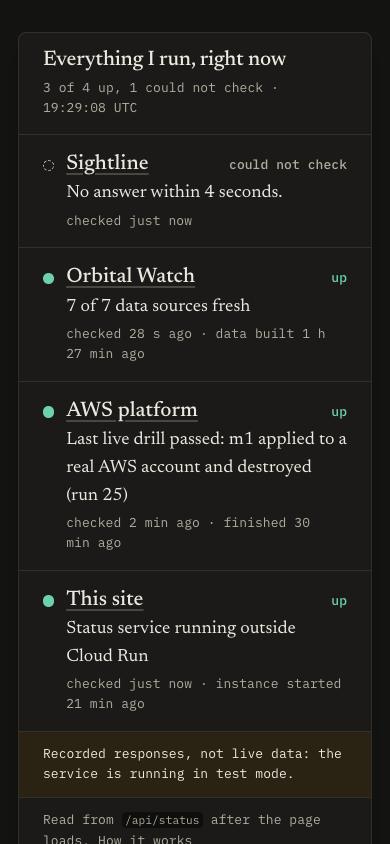 Everything I run, right now
3 of 4 up, 1 could not check ·
19:29:08 UTC
Sightline could not check
No answer within 4 seconds.
checked just now
Orbital Watch up
7 of 7 data sources fresh
checked 28 s ago · data built 1 h
27 min ago
AWS platform up
Last live drill passed: m1 applied to a
real AWS account and destroyed
(run 25)
checked 2 min ago · finished 30
min ago
This site up
Status service running outside
Cloud Run
checked just now · instance started
21 min ago
Recorded responses, not live data: the
service is running in test mode.
Read from /api/status after the page
loads. How it works